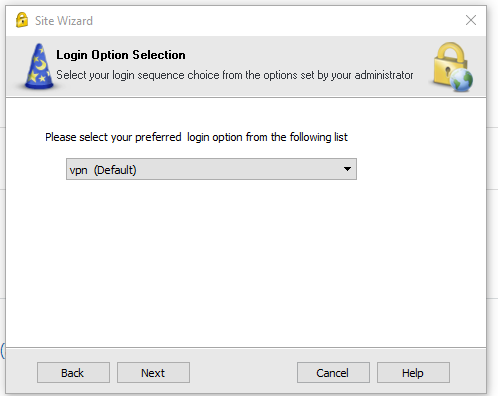 Site Wizard
Login Option Selection
Select your login sequence choice from the options set by your administrator
Please select your preferred login option from the following list
vpn (Default)
(
Back
Next
Cancel
Help